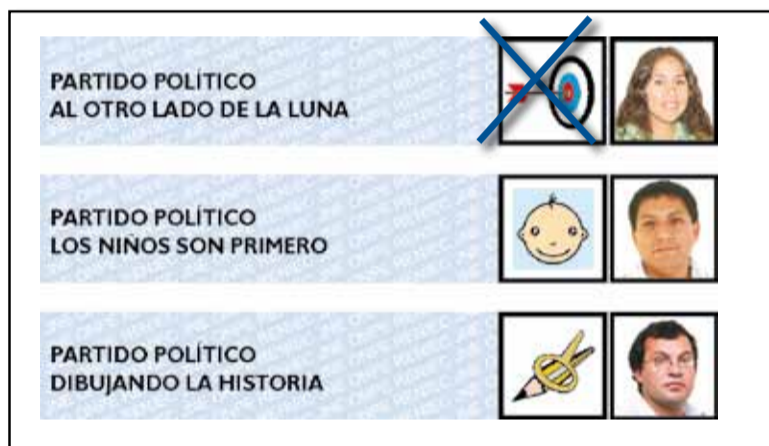 PARTIDO POLÍTICO
AL OTRO LADO DE LA LUNA
PARTIDO POLÍTICO
LOS NIÑOS SON PRIMERO
PARTIDO POLÍTICO
DIBUJANDO LA HISTORIA